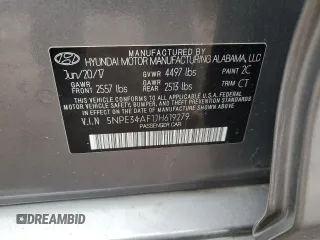 MANUFACTURED BY
HYUNDAI MOTOR MANUFACTURING ALABAMA, LLC
Jun/20/17 GVWR 4497 lbs PAINT 2C
GAWR FRONT 2557 lbs GAWR REAR 2513 lbs TRIM CT
THIS VEHICLE CONFORMS TO ALL APPLICABLE
U.S. FEDERAL MOTOR VEHICLE SAFETY, BUMPER, AND
THEFT PREVENTION STANDARDS IN EFFECT ON THE
DATE OF MANUFACTURE SHOWN ABOVE.
V.I.N 5NPE34AF1JH619279
PASSENGER CAR
DREAMBID